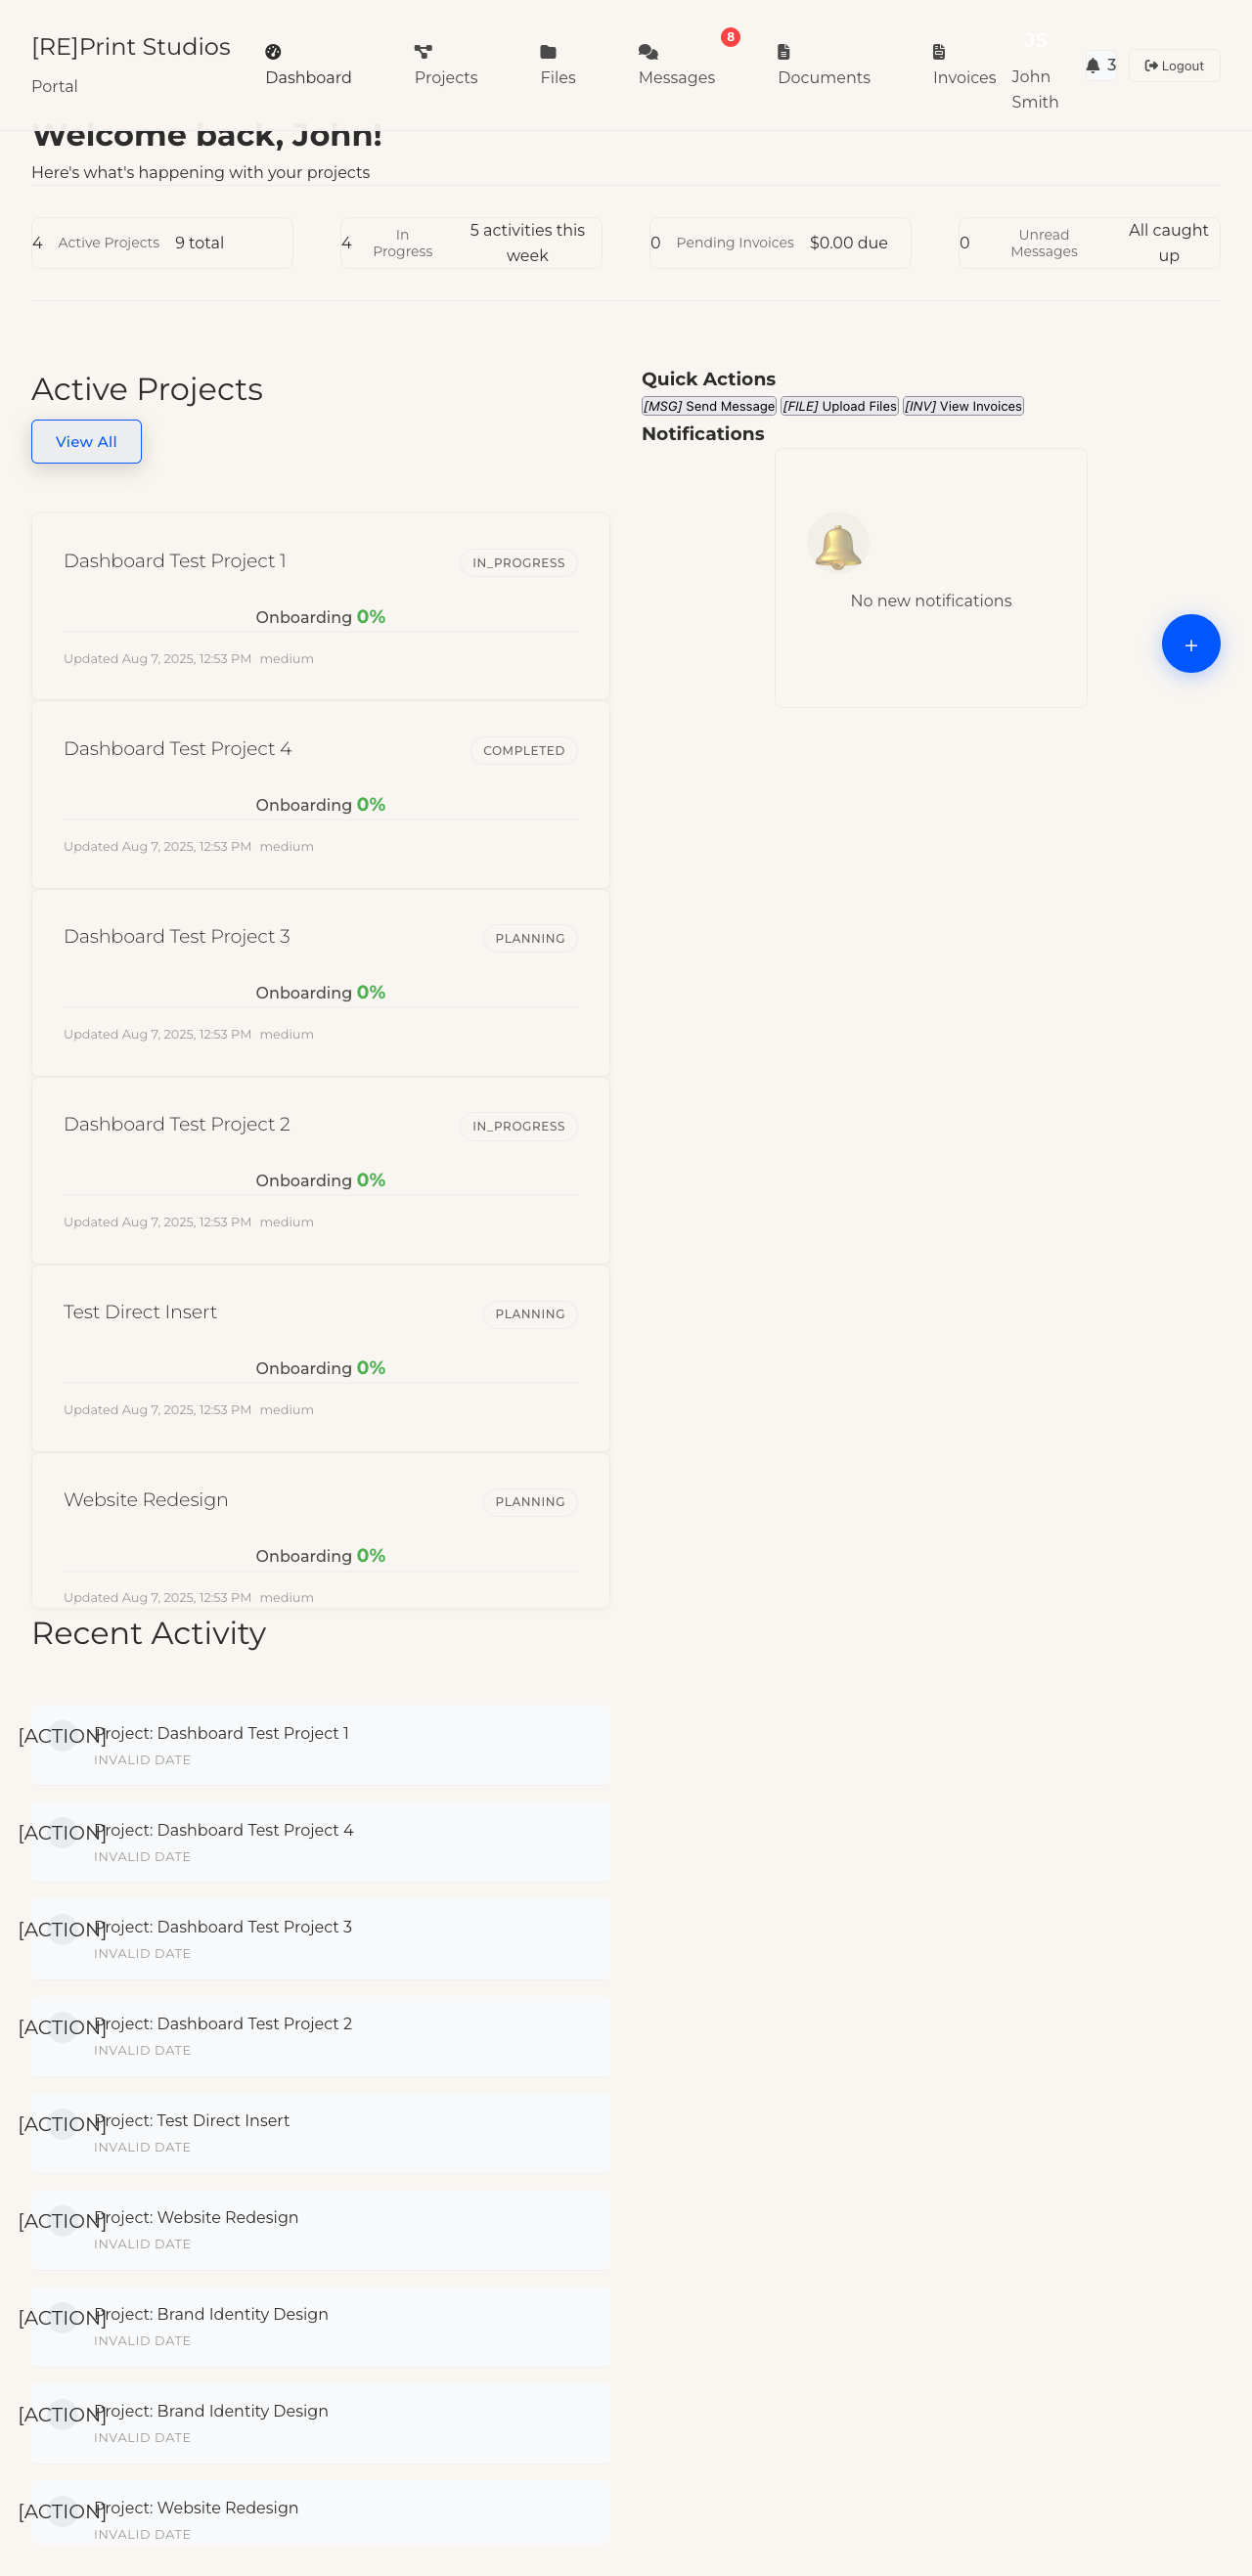 [RE]Print Studios
Portal
Dashboard
Projects
Files
8
Messages
Documents
Invoices
JS
John
Smith
3
Logout
Welcome back, John!
Here's what's happening with your projects
4 Active Projects 9 total
4 In
Progress
5 activities this
week
0 Pending Invoices $0.00 due
0 Unread
Messages
All caught
up
Active Projects
View All
Quick Actions
[MSG] Send Message [FILE] Upload Files [INV] View Invoices
Notifications
No new notifications
+
Dashboard Test Project 1 IN_PROGRESS
Onboarding 0%
Updated Aug 7, 2025, 12:53 PM medium
Dashboard Test Project 4 COMPLETED
Onboarding 0%
Updated Aug 7, 2025, 12:53 PM medium
Dashboard Test Project 3 PLANNING
Onboarding 0%
Updated Aug 7, 2025, 12:53 PM medium
Dashboard Test Project 2 IN_PROGRESS
Onboarding 0%
Updated Aug 7, 2025, 12:53 PM medium
Test Direct Insert PLANNING
Onboarding 0%
Updated Aug 7, 2025, 12:53 PM medium
Website Redesign PLANNING
Onboarding 0%
Updated Aug 7, 2025, 12:53 PM medium
Recent Activity
[ACTION] Project: Dashboard Test Project 1
INVALID DATE
[ACTION] Project: Dashboard Test Project 4
INVALID DATE
[ACTION] Project: Dashboard Test Project 3
INVALID DATE
[ACTION] Project: Dashboard Test Project 2
INVALID DATE
[ACTION] Project: Test Direct Insert
INVALID DATE
[ACTION] Project: Website Redesign
INVALID DATE
[ACTION] Project: Brand Identity Design
INVALID DATE
[ACTION] Project: Brand Identity Design
INVALID DATE
[ACTION] Project: Website Redesign
INVALID DATE